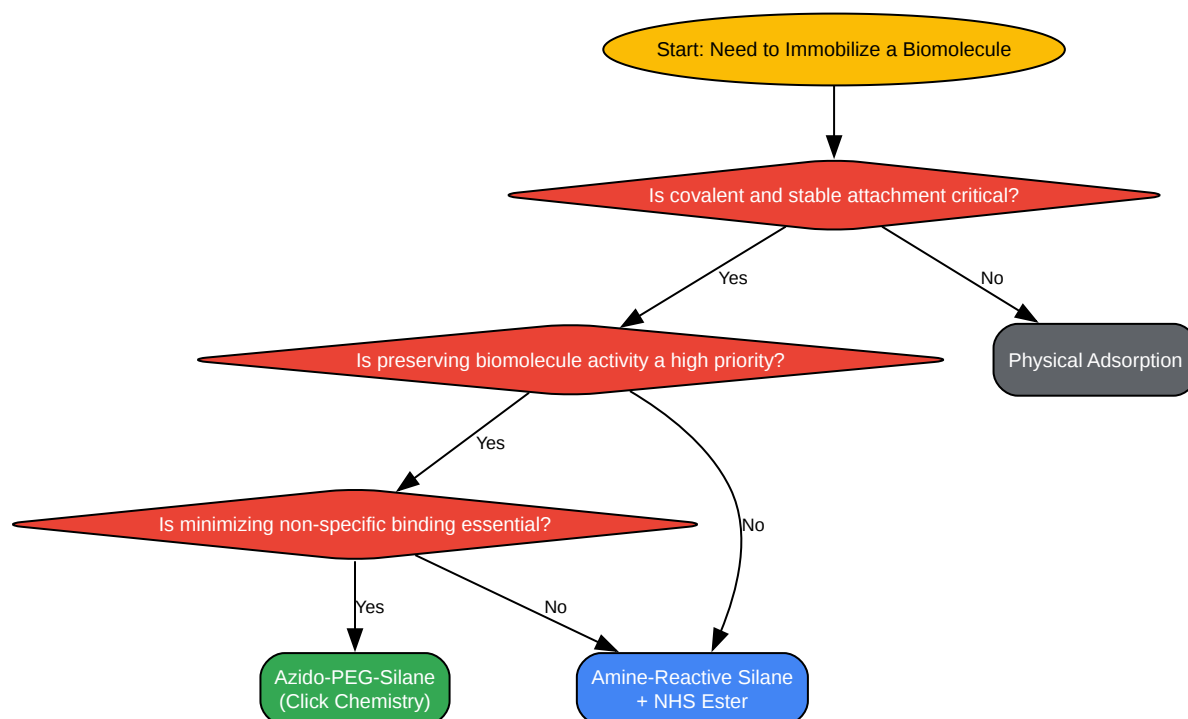 Start: Need to Immobilize a Biomolecule
Is covalent and stable attachment critical?
Yes
No
Is preserving biomolecule activity a high priority?
Physical Adsorption
Yes
Is minimizing non-specific binding essential?
No
Yes
No
Azido-PEG-Silane
(Click Chemistry)
Amine-Reactive Silane
+ NHS Ester